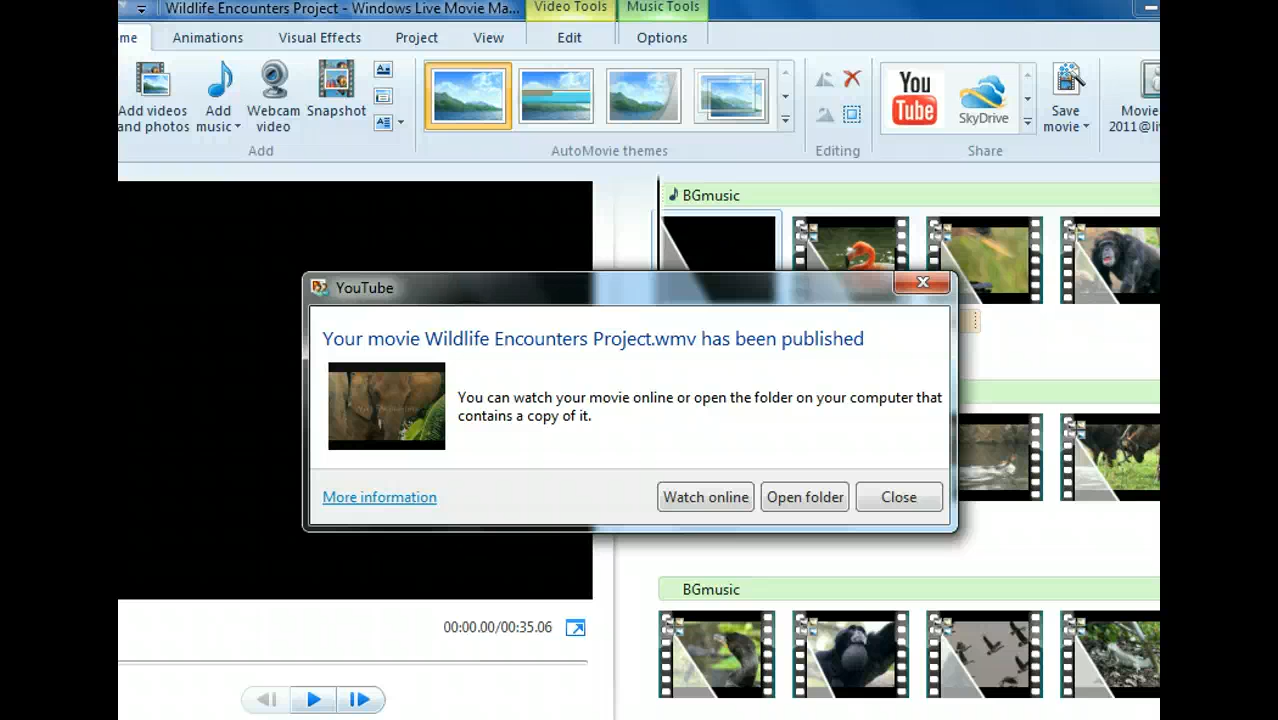 Wildlife Encounters Project - Windows Live Movie Ma...
Video Tools
Music Tools
me
Animations
Visual Effects
Project
View
Edit
Options
Add videos
and photos
Add
music
Webcam
video
Snapshot
You
Tube
SkyDrive
Save
movie
Movie
2011@li
Add
AutoMovie themes
Editing
Share
BGmusic
YouTube
Your movie Wildlife Encounters Project.wmv has been published
You can watch your movie online or open the folder on your computer that
contains a copy of it.
More information
Watch online
Open folder
Close
BGmusic
00:00.00/00:35.06